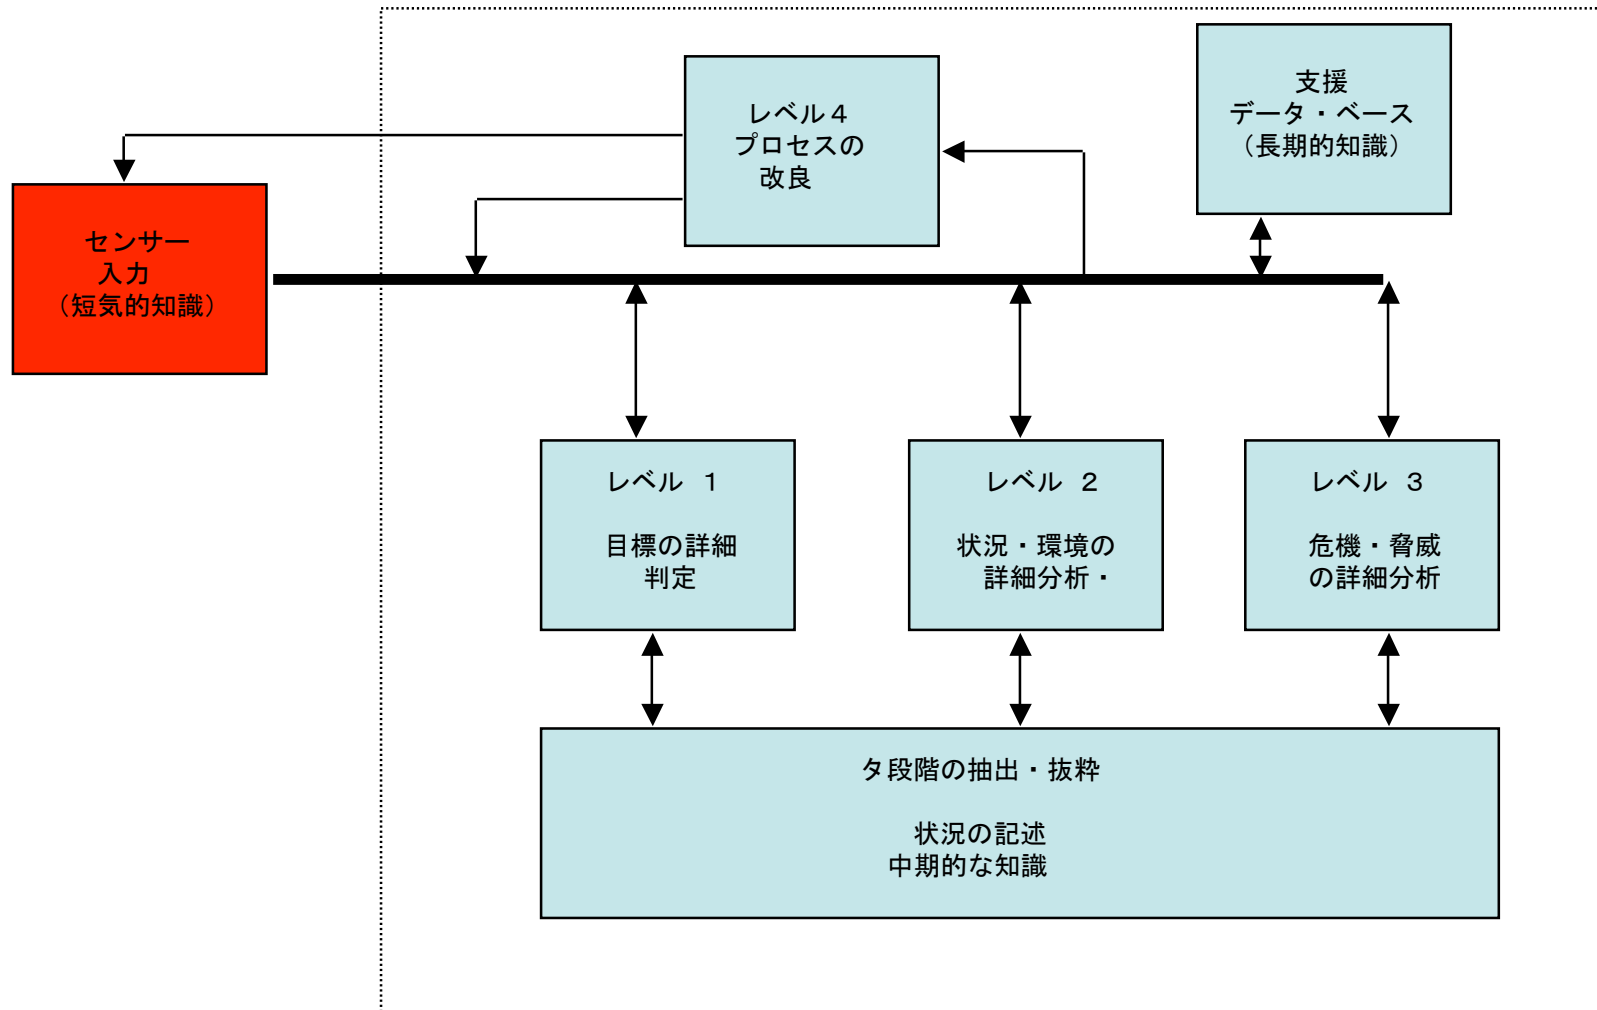 レベル４
プロセスの
改良
支援
データ・ベース
（長期的知識）
センサー
入力
（短気的知識）
レベル　１
目標の詳細
判定
レベル　２
状況・環境の
詳細分析・
レベル　３
危機・脅威
の詳細分析
タ段階の抽出・抜粋
状況の記述
中期的な知識